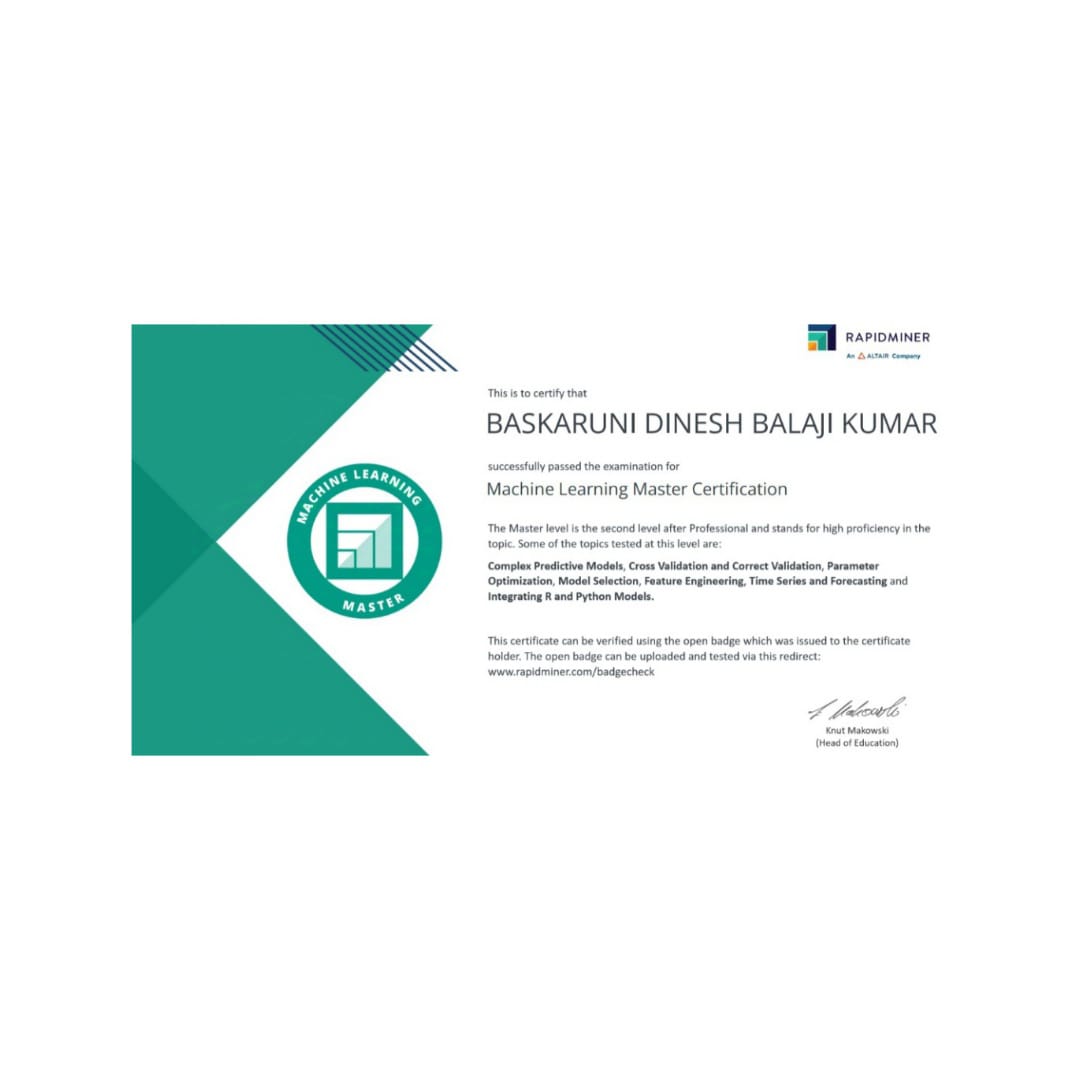 RAPIDMINER
An ALTAIR Company
This is to certify that
BASKARUNI DINESH BALAJI KUMAR
successfully passed the examination for
Machine Learning Master Certification
The Master level is the second level after Professional and stands for high proficiency in the
topic. Some of the topics tested at this level are:
Complex Predictive Models, Cross Validation and Correct Validation, Parameter
Optimization, Model Selection, Feature Engineering, Time Series and Forecasting and
Integrating R and Python Models.
This certificate can be verified using the open badge which was issued to the certificate
holder. The open badge can be uploaded and tested via this redirect:
www.rapidminer.com/badgecheck
Knut Makowski
(Head of Education)
MACHINE LEARNING
MASTER